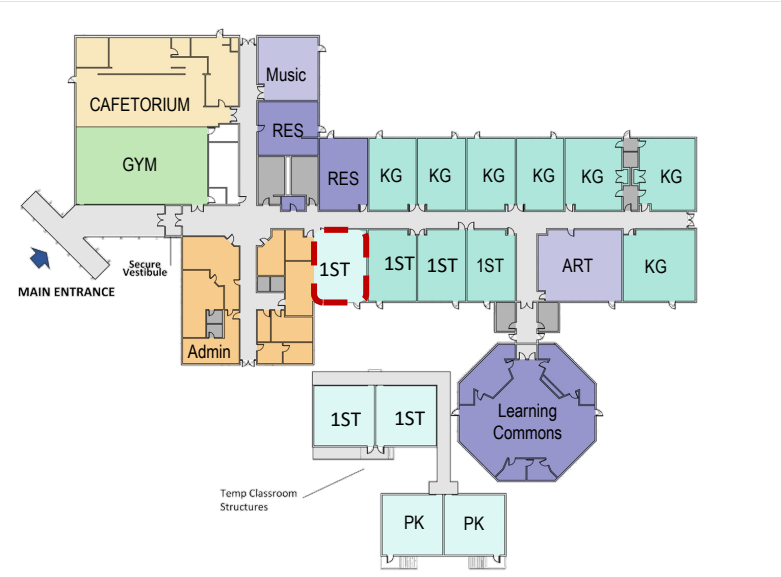 Music
CAFETORIUM
RES
GYM
RES
KG
KG
KG
KG
KG
KG
Secure
Vestibule
MAIN ENTRANCE
1ST
1ST
1ST
1ST
ART
KG
Admin
1ST
1ST
Learning
Commons
Temp Classroom
Structures
PK
PK